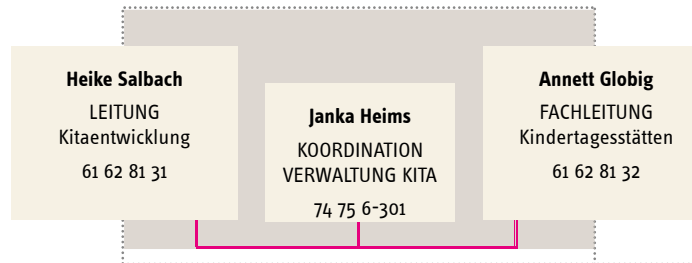 Heike Salbach
LEITUNG
Kitaentwicklung
61 62 81 31
Janka Heims
KOORDINATION
VERWALTUNG KITA
74 75 6-301
Annett Globig
FACHLEITUNG
Kindertagesstätten
61 62 81 32